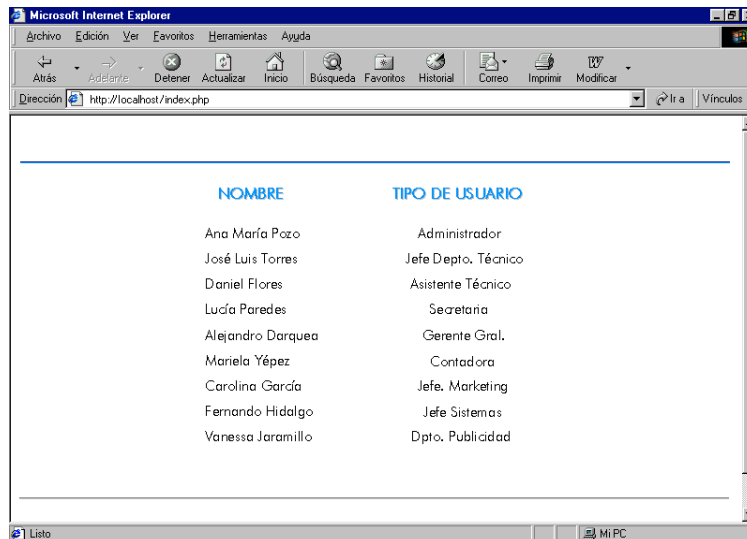 Microsoft Internet Explorer
Archivo Edición Ver Favoritos Herramientas Ayuda
Atrás Adelante Detener Actualizar Inicio Búsqueda Favoritos Historial Correo Imprimir Modificar
Dirección http://localhost/index.php Ir a Vínculos
NOMBRE TIPO DE USUARIO
Ana María Pozo Administrador
José Luis Torres Jefe Depto. Técnico
Daniel Flores Asistente Técnico
Lucía Paredes Secretaria
Alejandro Darquea Gerente Gral.
Mariela Yépez Contadora
Carolina García Jefe. Marketing
Fernando Hidalgo Jefe Sistemas
Vanessa Jaramillo Dpto. Publicidad
Listo Mi PC